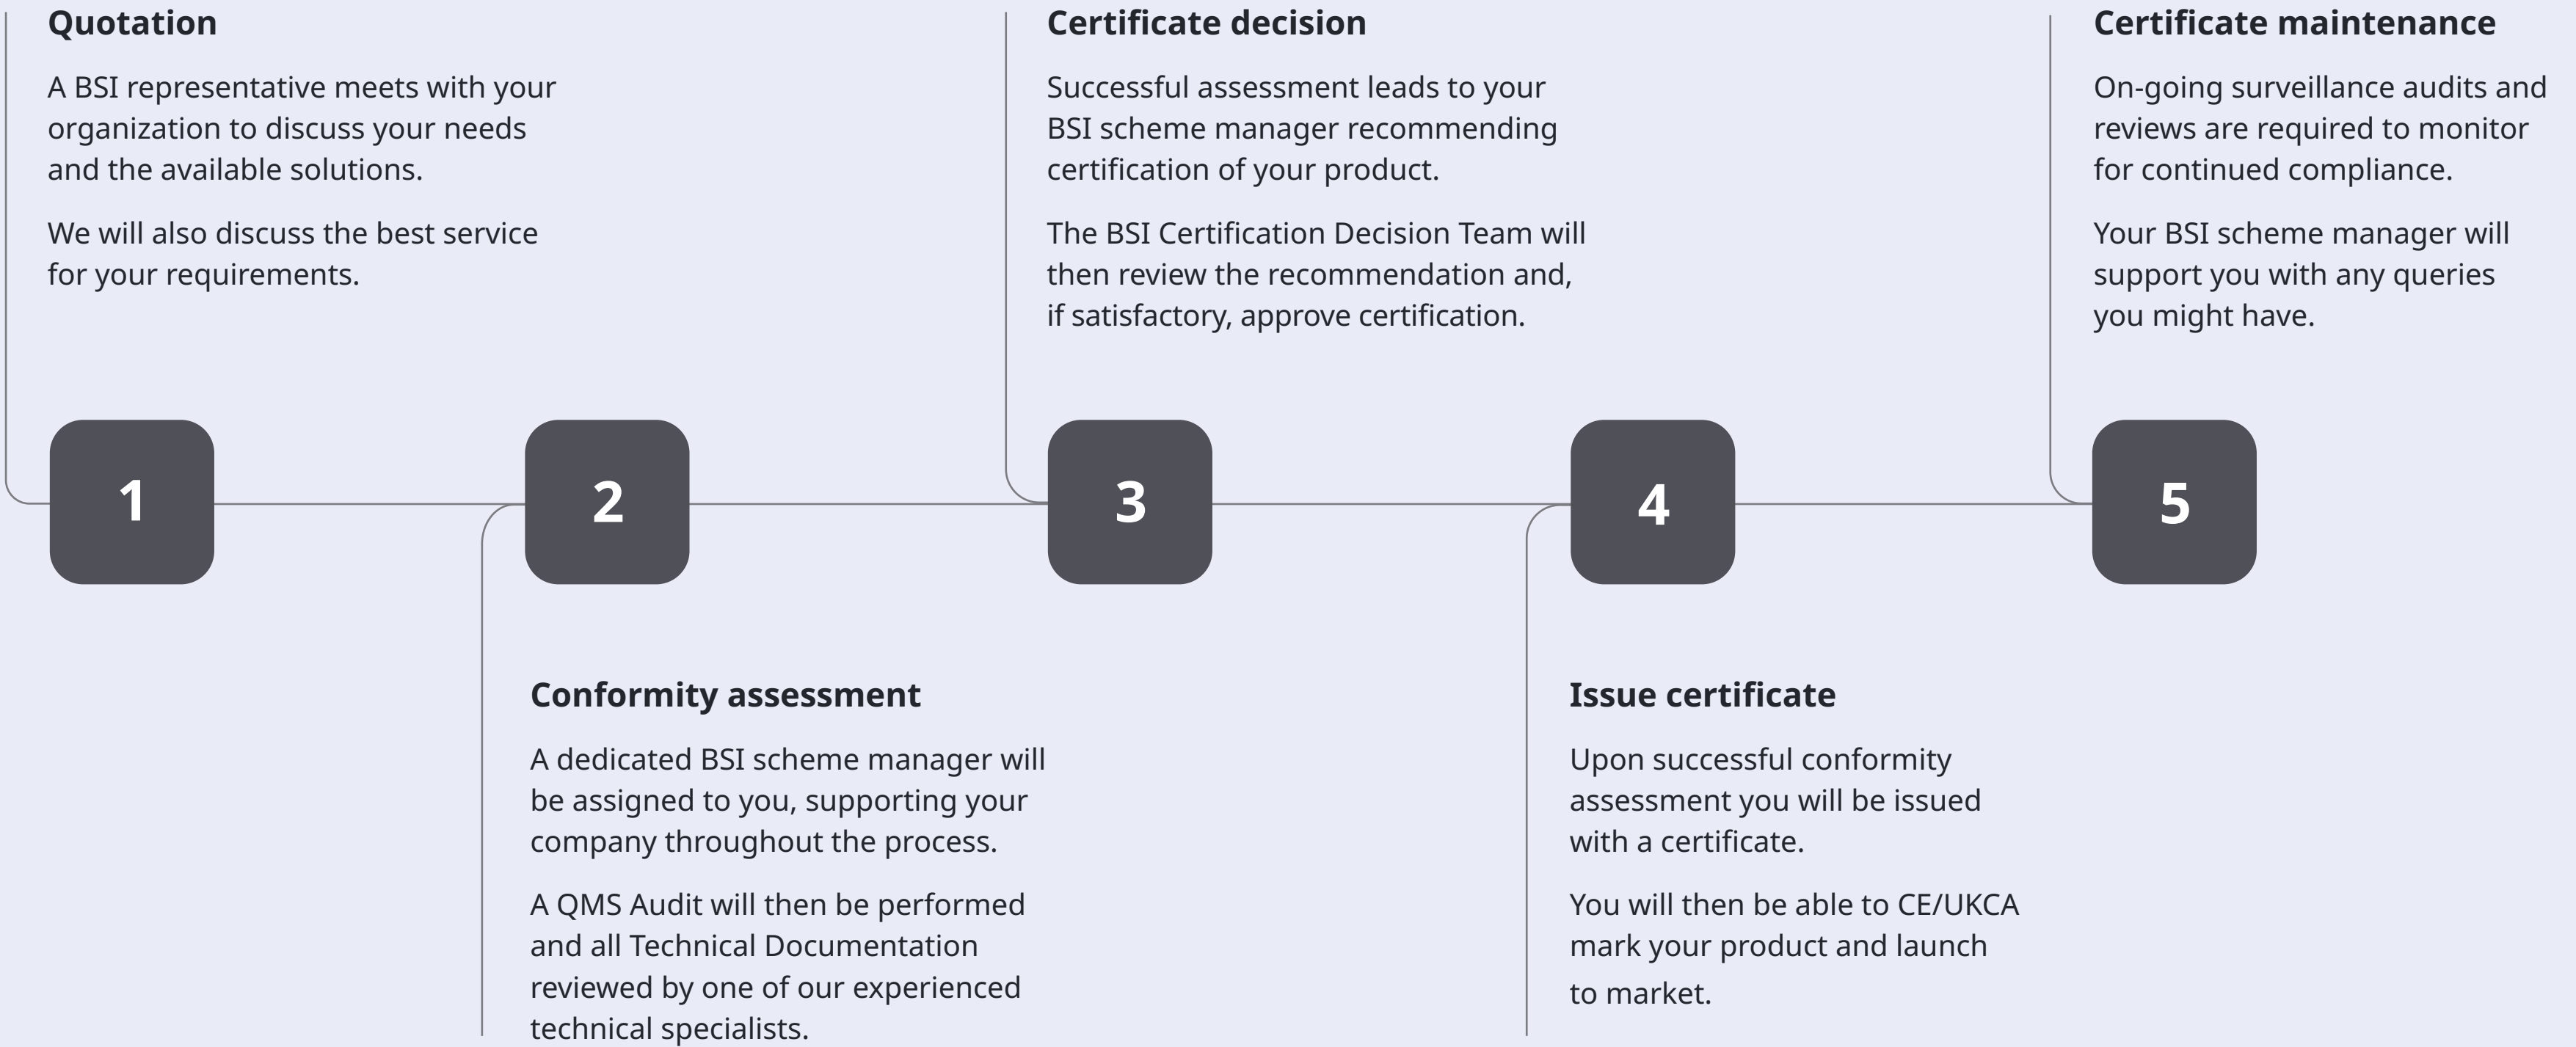 Quotation
A BSI representative meets with your
organization to discuss your needs
and the available solutions.
We will also discuss the best service
for your requirements.
Certificate decision
Successful assessment leads to your
BSI scheme manager recommending
certification of your product.
The BSI Certification Decision Team will
then review the recommendation and,
if satisfactory, approve certification.
Certificate maintenance
On-going surveillance audits and
reviews are required to monitor
for continued compliance.
Your BSI scheme manager will
support you with any queries
you might have.
1
2
3
4
5
Conformity assessment
A dedicated BSI scheme manager will
be assigned to you, supporting your
company throughout the process.
A QMS Audit will then be performed
and all Technical Documentation
reviewed by one of our experienced
technical specialists.
Issue certificate
Upon successful conformity
assessment you will be issued
with a certificate.
You will then be able to CE/UKCA
mark your product and launch
to market.